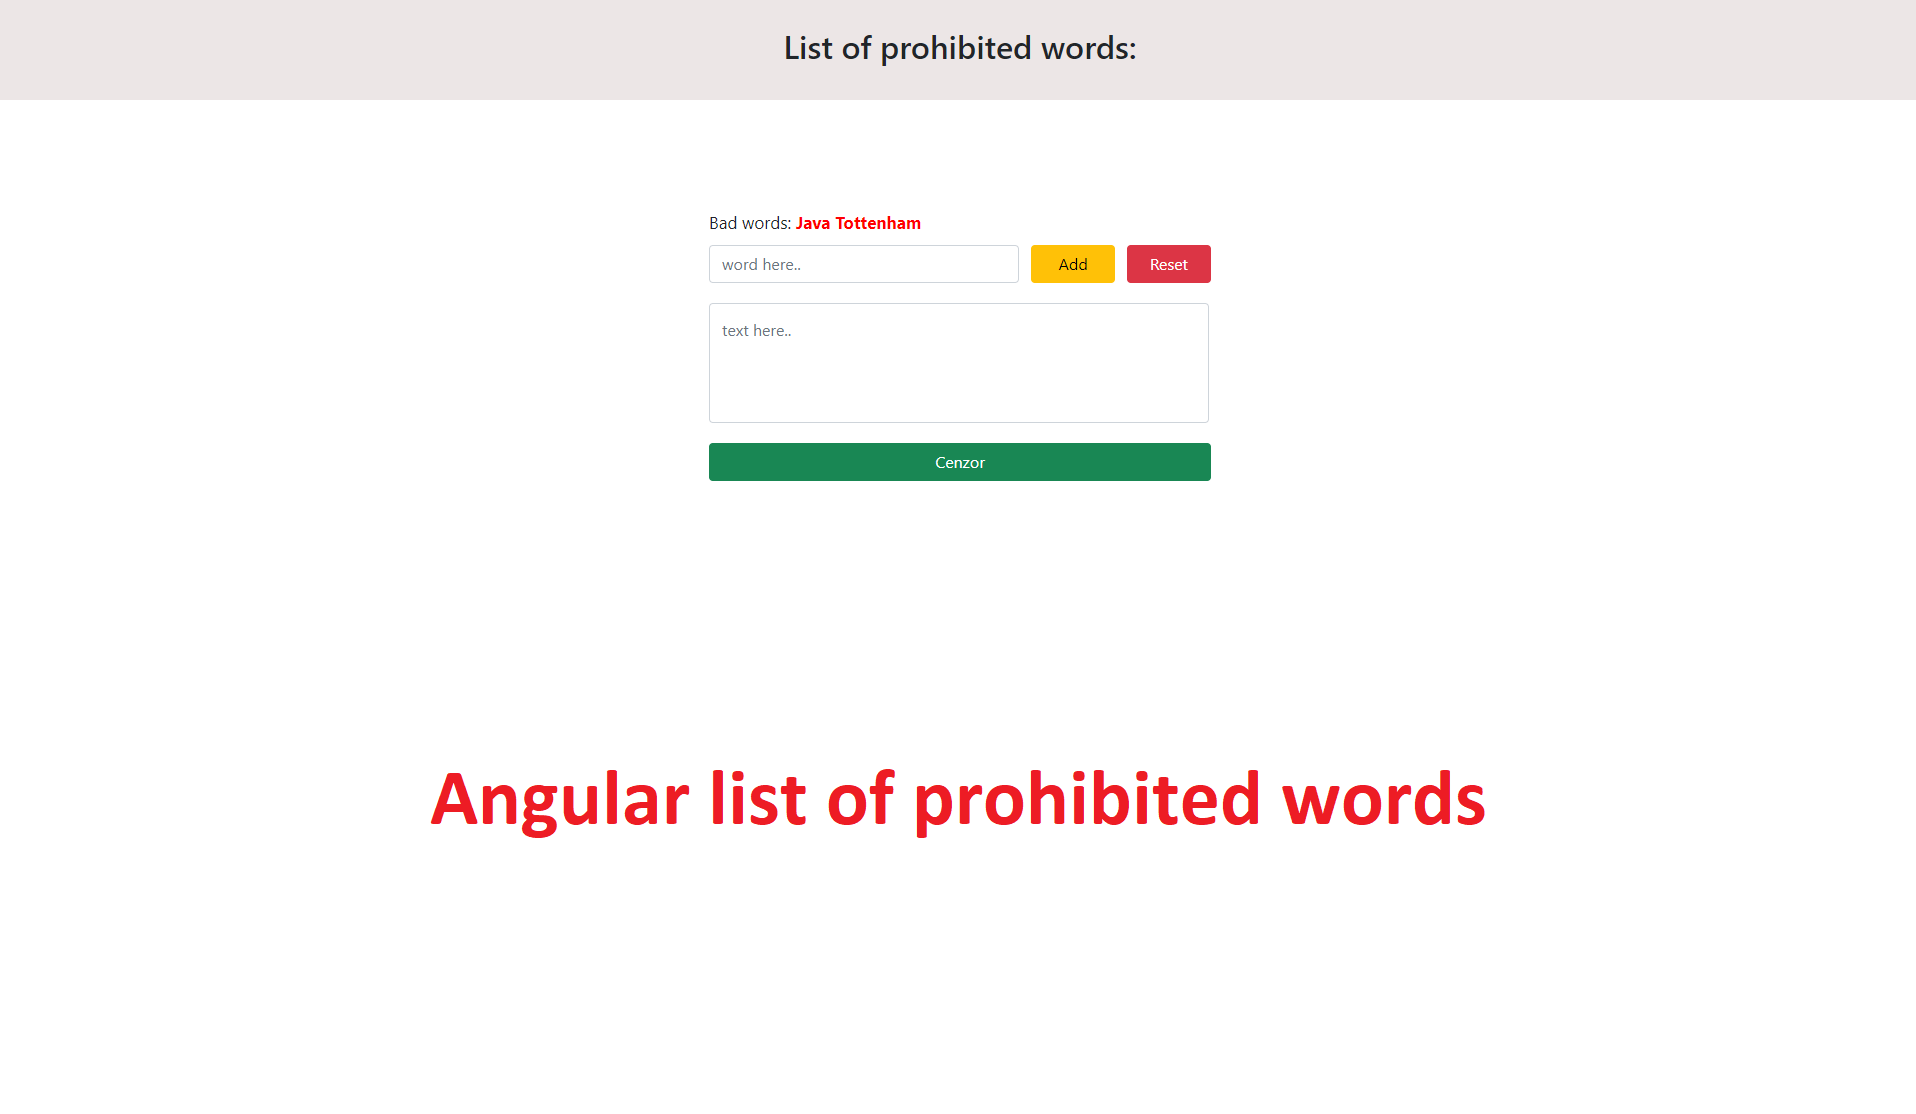 List of prohibited words:
Bad words: Java Tottenham
word here.. Add Reset
text here..
Cenzor
Angular list of prohibited words